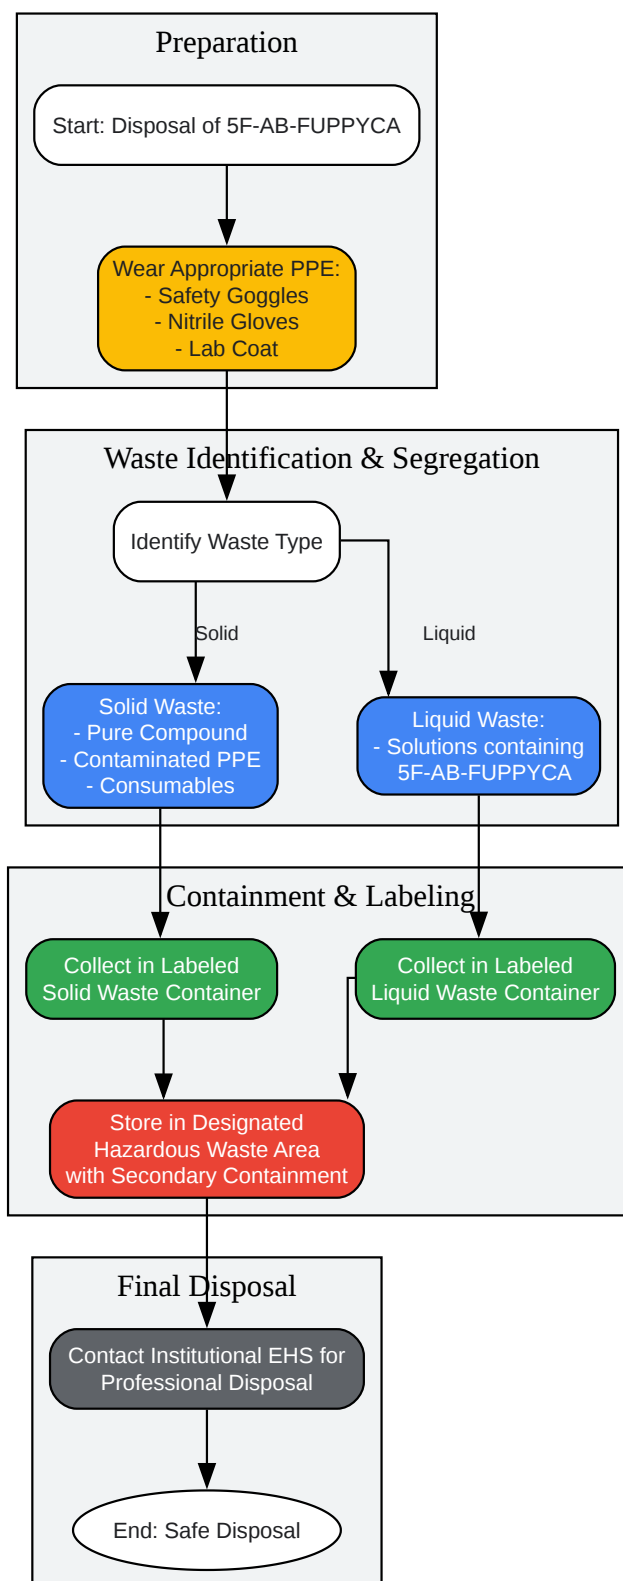 Preparation
Start: Disposal of 5F-AB-FUPPYCA
Wear Appropriate PPE:
- Safety Goggles
- Nitrile Gloves
- Lab Coat
Waste Identification & Segregation
Identify Waste Type
Solid
Liquid
Solid Waste:
- Pure Compound
- Contaminated PPE
- Consumables
Liquid Waste:
- Solutions containing
5F-AB-FUPPYCA
Containment & Labeling
Collect in Labeled
Solid Waste Container
Collect in Labeled
Liquid Waste Container
Store in Designated
Hazardous Waste Area
with Secondary Containment
Final Disposal
Contact Institutional EHS for
Professional Disposal
End: Safe Disposal